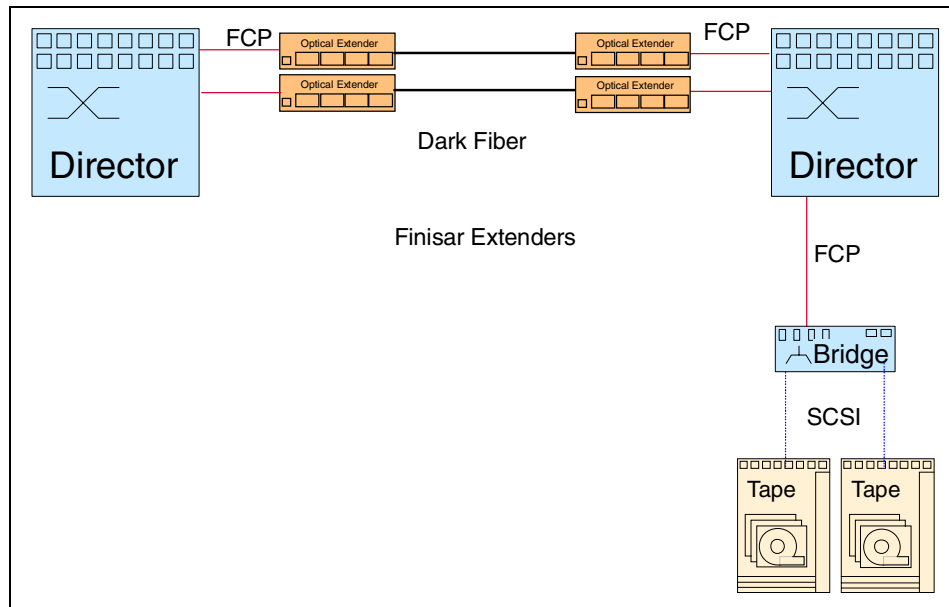 FCP
Optical Extender
Optical Extender
FCP
Optical Extender
Optical Extender
Director
Dark Fiber
Director
Finisar Extenders
FCP
Bridge
SCSI
Tape
Tape